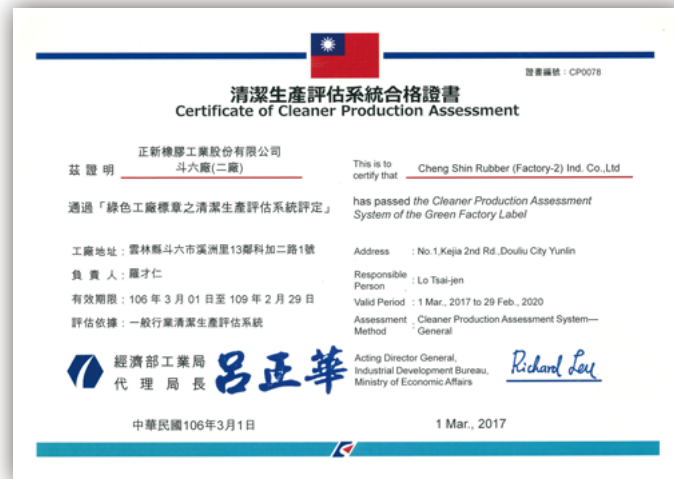 證書編號：CP0078
清潔生產評估系統合格證書
Certificate of Cleaner Production Assessment
正新橡膠工業股份有限公司
茲證明 斗六廠(二廠)
通過「綠色工廠標章之清潔生產評估系統評定」
工廠地址：雲林縣斗六市溪洲里13鄰科加二路1號
負責人：羅才仁
有效期限：106 年 3 月 01 日至 109 年 2 月 29 日
評估依據：一般行業清潔生產評估系統
經濟部工業局
代理局長 呂正華
中華民國106年3月1日
This is to
certify that Cheng Shin Rubber (Factory-2) Ind. Co.,Ltd
has passed the Cleaner Production Assessment
System of the Green Factory Label
Address : No.1,Kejia 2nd Rd.,Douliu City Yunlin
Responsible
Person : Lo Tsai-jen
Valid Period : 1 Mar., 2017 to 29 Feb., 2020
Assessment
Method : Cleaner Production Assessment System—
General
Acting Director General,
Industrial Development Bureau,
Ministry of Economic Affairs
Richard Leu
1 Mar., 2017